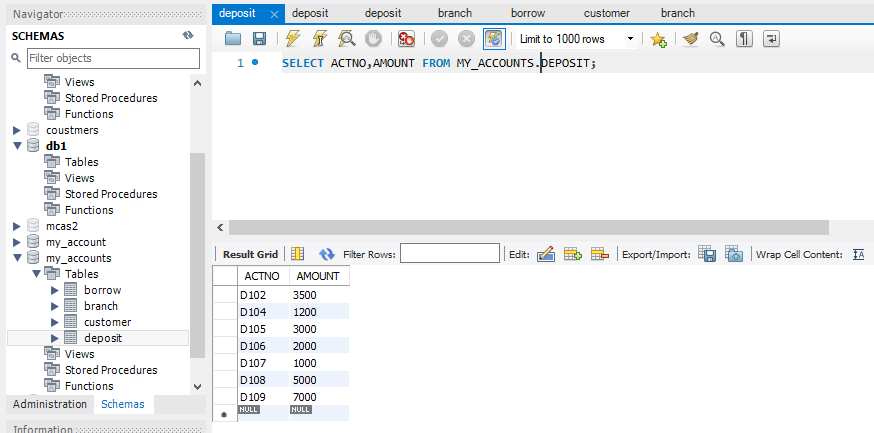 Navigator
SCHEMAS
Filter objects
Views
Stored Procedures
Functions
coustmers
db1
Tables
Views
Stored Procedures
Functions
mcas2
my_account
my_accounts
Tables
borrow
branch
customer
deposit
Views
Stored Procedures
Functions
Administration Schemas
Information
deposit deposit deposit branch borrow customer branch
Limit to 1000 rows
1 SELECT ACTNO,AMOUNT FROM MY_ACCOUNTS.DEPOSIT;
Result Grid Filter Rows: Edit: Export/Import: Wrap Cell Content:
ACTNO AMOUNT
D102 3500
D104 1200
D105 3000
D106 2000
D107 1000
D108 5000
D109 7000
NULL NULL